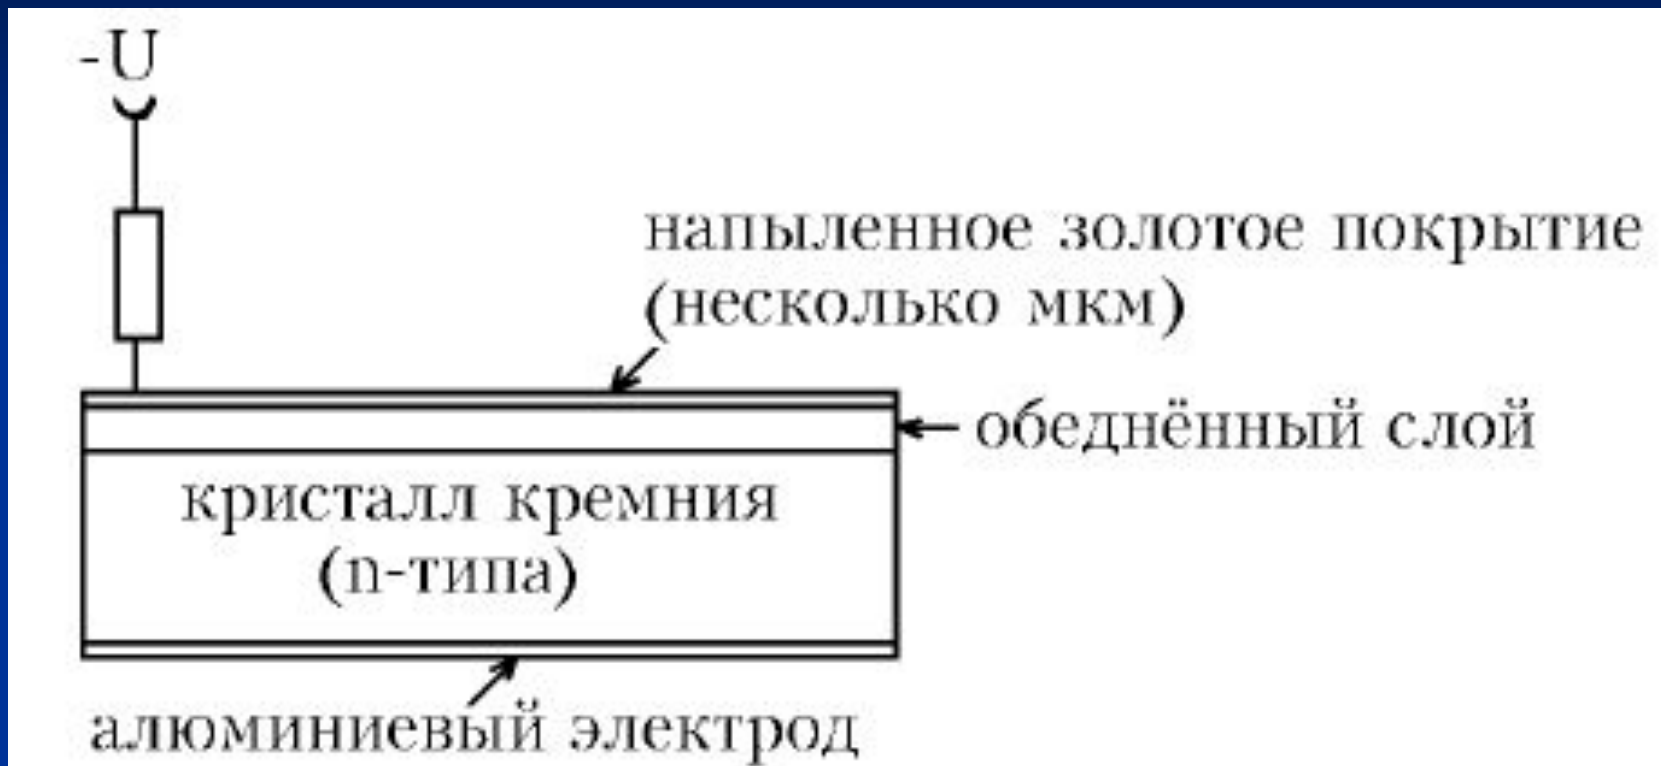 -U
напыленное золотое покрытие
(несколько мкм)
обеднённый слой
кристалл кремния
(n-типа)
алюминиевый электрод